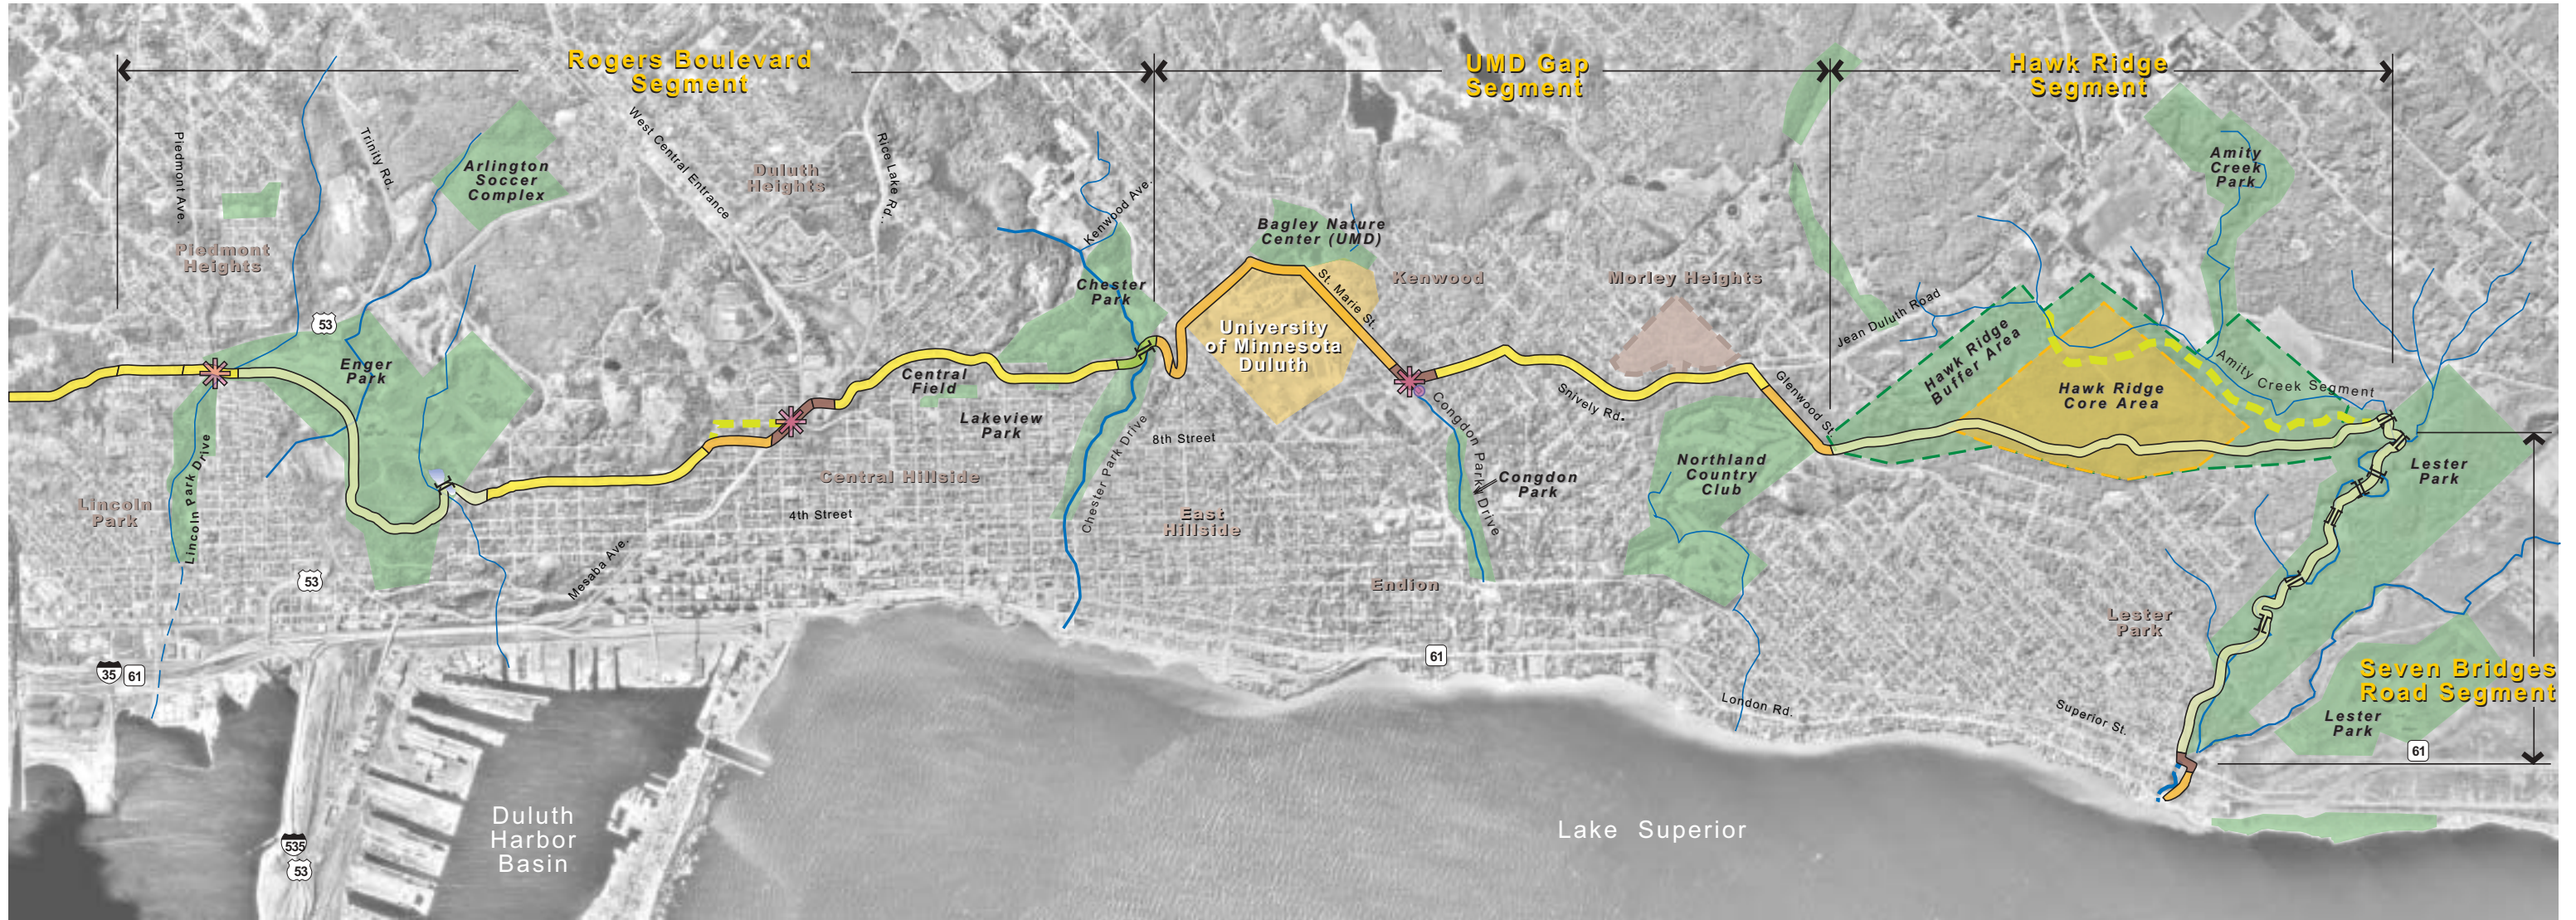 Rogers Boulevard
Segment
UMD Gap
Segment
Hawk Ridge
Segment
Piedmont Ave.
Trinity Rd.
Arlington
Soccer
Complex
West Central Entrance
Duluth
Heights
Rice Lake Rd.
Kenwood Ave.
Amity
Creek
Park
Piedmont
Heights
Bagley Nature
Center (UMD)
Kenwood
Morley Heights
Chester
Park
St. Marie St.
Jean Duluth Road
53
Enger
Park
University
of Minnesota
Duluth
Hawk Ridge
Buffer Area
Amity Creek Segment
Central
Field
Hawk Ridge
Core Area
Glenwood St.
Snively Rd.
Lakeview
Park
8th Street
Chester Park Drive
Congdon Park Drive
Congdon
Park
Northland
Country
Club
Lester
Park
Lincoln
Park
Lincoln Park Drive
Central Hillside
4th Street
East
Hillside
Mesaba Ave.
53
Endion
Lester
Park
35
61
61
Seven Bridges
Road Segment
London Rd.
Superior St.
Lester
Park
61
Duluth
Harbor
Basin
Lake Superior
535
53